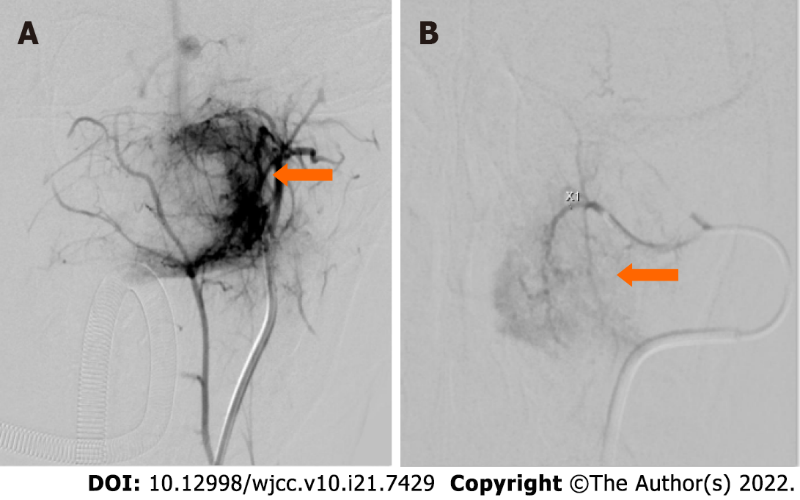 A
B
X1
DOI: 10.12998/wjcc.v10.i21.7429 Copyright ©The Author(s) 2022.